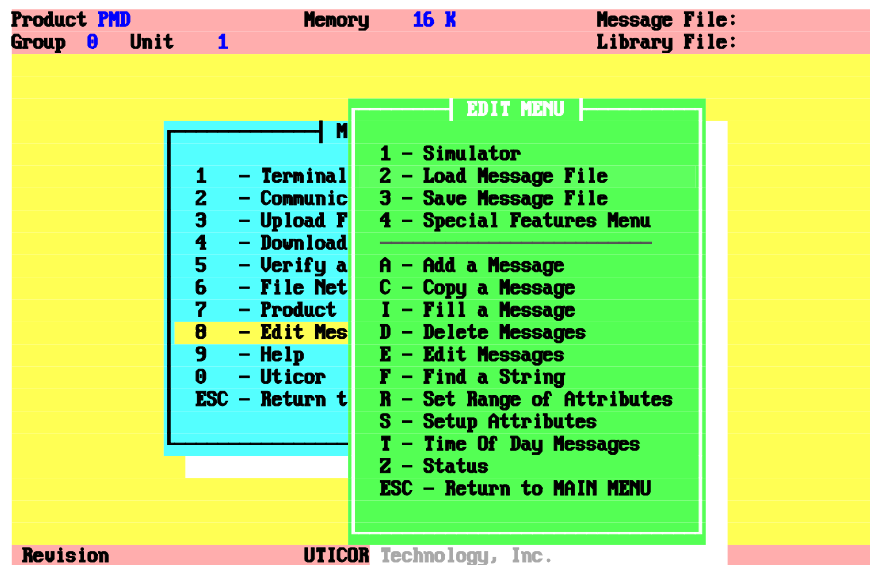 Product PMD Memory 16 K Message File:
Group 0 Unit 1 Library File:
EDIT MENU
1 - Simulator
2 - Load Message File
3 - Save Message File
4 - Special Features Menu
A - Add a Message
C - Copy a Message
I - Fill a Message
D - Delete Messages
E - Edit Messages
F - Find a String
R - Set Range of Attributes
S - Setup Attributes
T - Time Of Day Messages
Z - Status
ESC - Return to MAIN MENU
M
1 - Terminal
2 - Communic
3 - Upload F
4 - Download
5 - Verify a
6 - File Net
7 - Product
8 - Edit Mes
9 - Help
0 - Uticor
ESC - Return t
Revision UTICOR Technology, Inc.